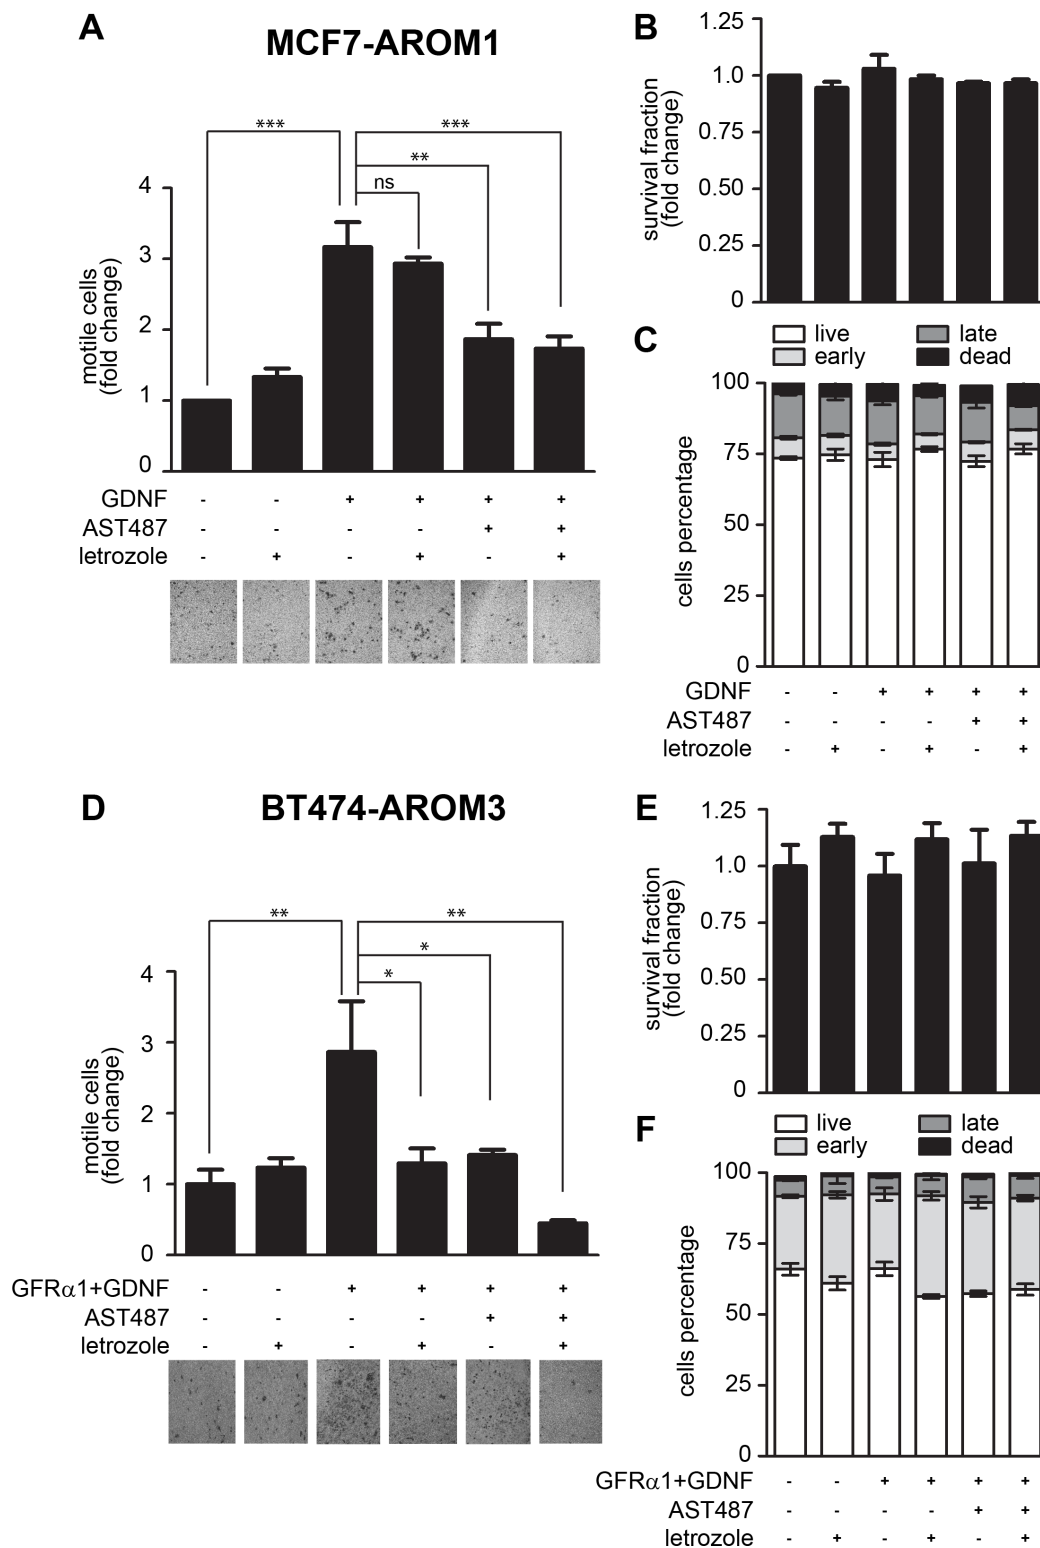 A
MCF7-AROM1
motile cells
(fold change)
4
3
2
1
0
***
***
**
ns
GDNF - - + + + +
AST487 - - - - + +
letrozole - + - + - +
B
survival fraction
(fold change)
1.25
1.0
0.75
0.50
0.25
0
C
live
late
early
dead
cells percentage
100
75
50
25
0
GDNF - - + + + +
AST487 - - - - + +
letrozole - + - + - +
D
BT474-AROM3
motile cells
(fold change)
4
3
2
1
0
**
**
*
*
GFRα1+GDNF - - + + + +
AST487 - - - - + +
letrozole - + - + - +
E
survival fraction
(fold change)
1.25
1.0
0.75
0.50
0.25
0
F
live
late
early
dead
cells percentage
100
75
50
25
0
GFRα1+GDNF - - + + + +
AST487 - - - - + +
letrozole - + - + - +